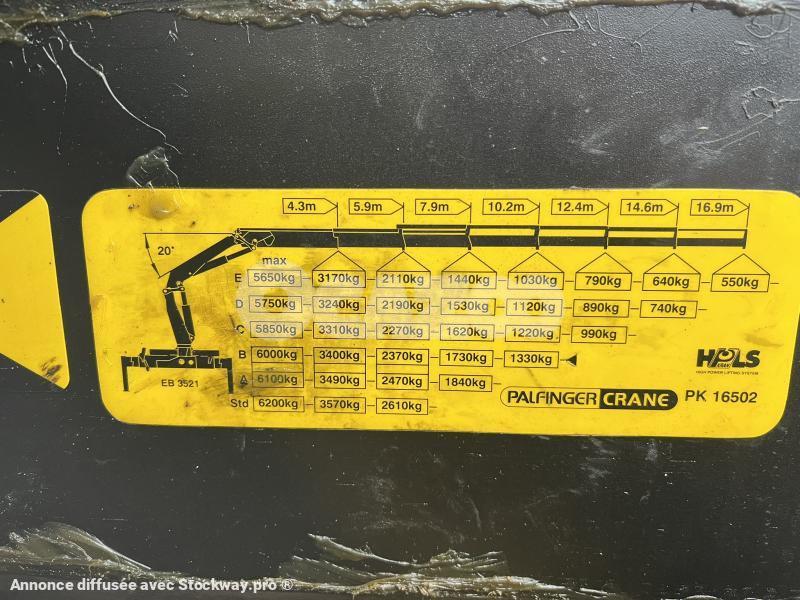 4.3m 5.9m 7.9m 10.2m 12.4m 14.6m 16.9m
20°
max
E 5650kg 3170kg 2110kg 1440kg 1030kg 790kg 640kg 550kg
D 5750kg 3240kg 2190kg 1530kg 1120kg 890kg 740kg
C 5850kg 3310kg 2270kg 1620kg 1220kg 990kg
B 6000kg 3400kg 2370kg 1730kg 1330kg
A 6100kg 3490kg 2470kg 1840kg
Std 6200kg 3570kg 2610kg
EB 3521
HPLS
HIGH POWER LIFTING SYSTEM
PALFINGER CRANE PK 16502
Annonce diffusée avec Stockway.pro ®